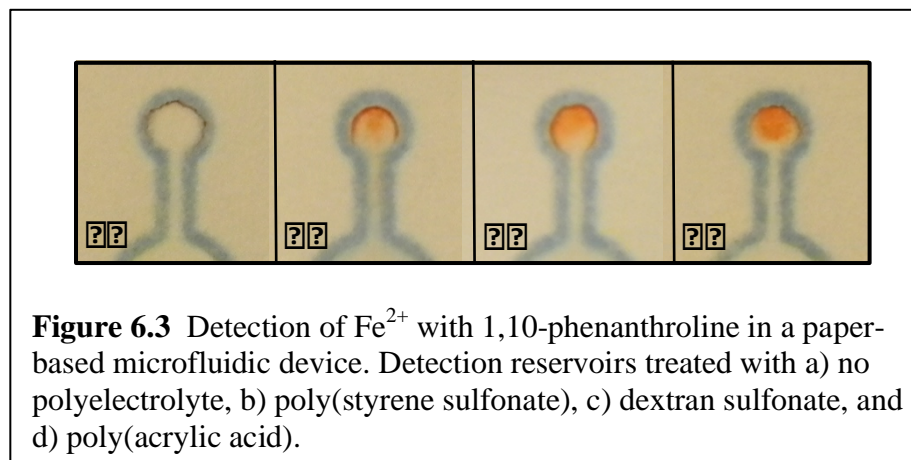 Figure 6.3 Detection of Fe2+ with 1,10-phenanthroline in a paper-
based microfluidic device. Detection reservoirs treated with a) no
polyelectrolyte, b) poly(styrene sulfonate), c) dextran sulfonate, and
d) poly(acrylic acid).